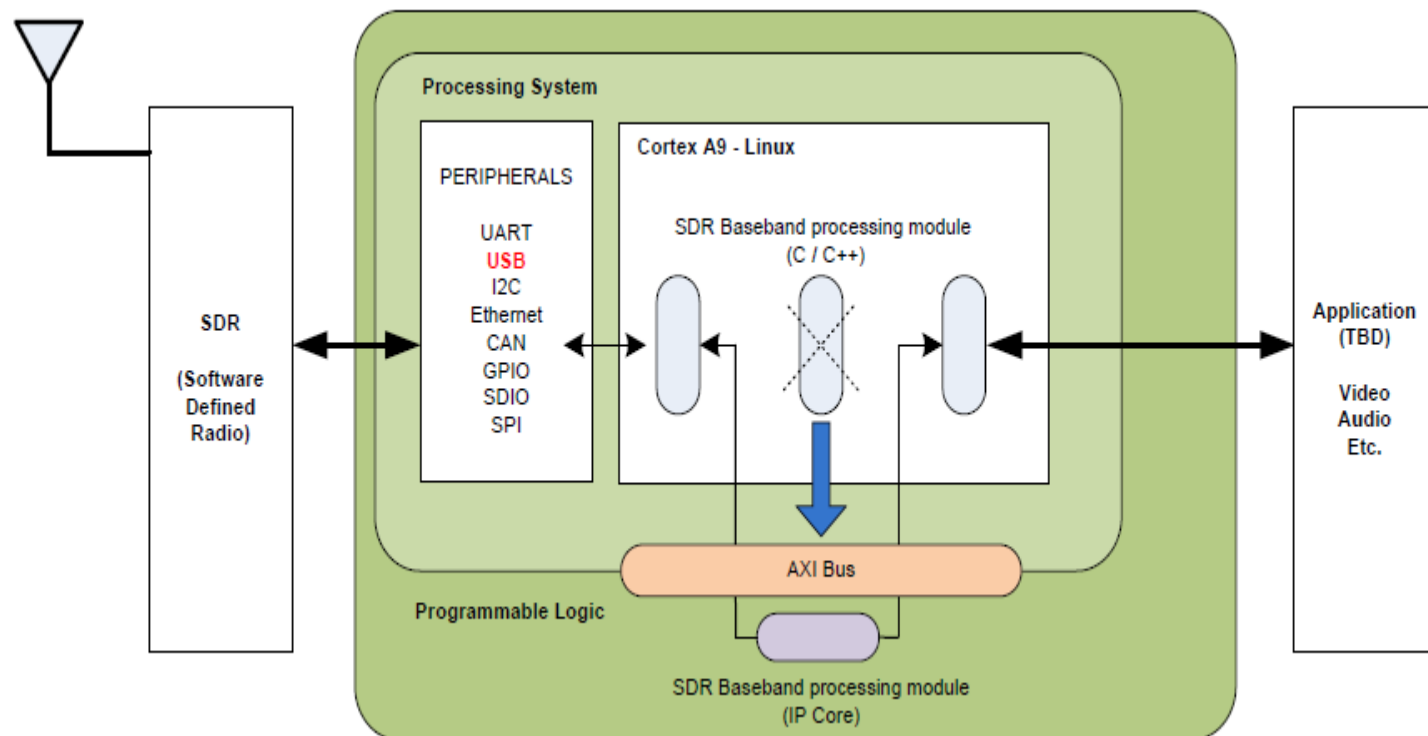 Processing System
PERIPHERALS
UART
USB
I2C
Ethernet
CAN
GPIO
SDIO
SPI
Cortex A9 - Linux
SDR Baseband processing module
(C / C++)
SDR
(Software
Defined
Radio)
Application
(TBD)
Video
Audio
Etc.
AXI Bus
Programmable Logic
SDR Baseband processing module
(IP Core)